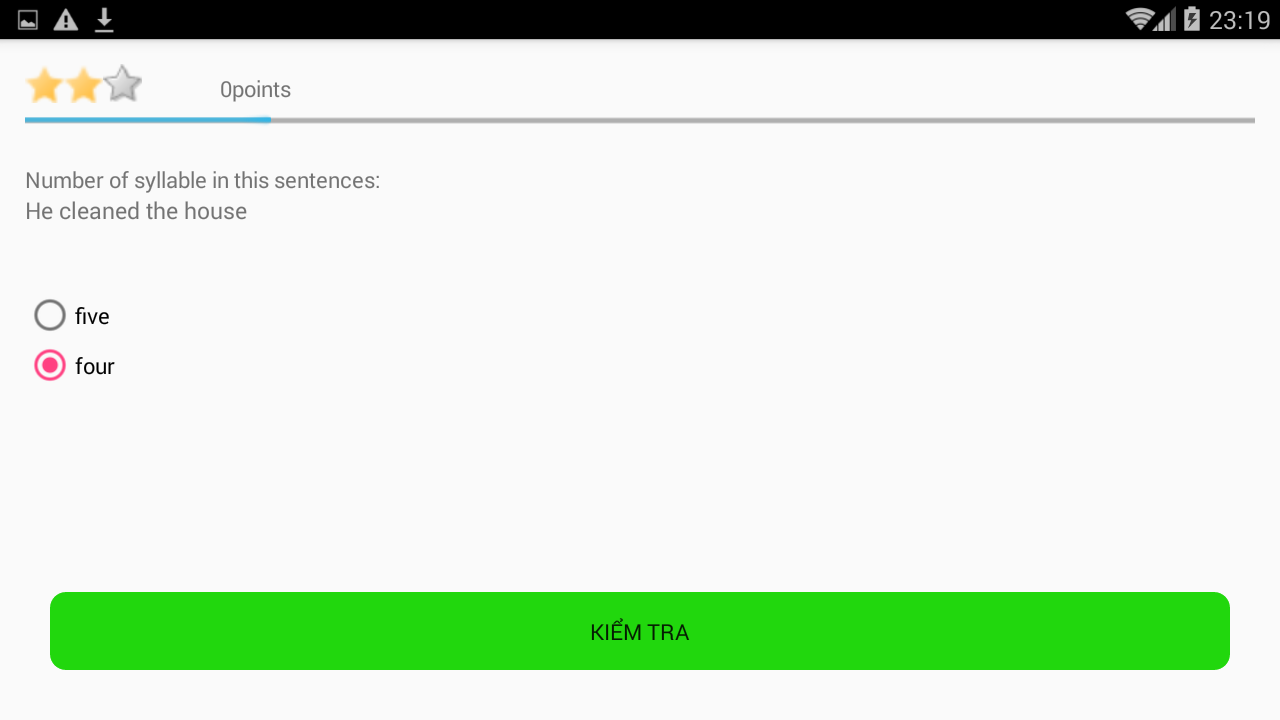 23:19
0points
Number of syllable in this sentences:
He cleaned the house
five
four
KIỂM TRA